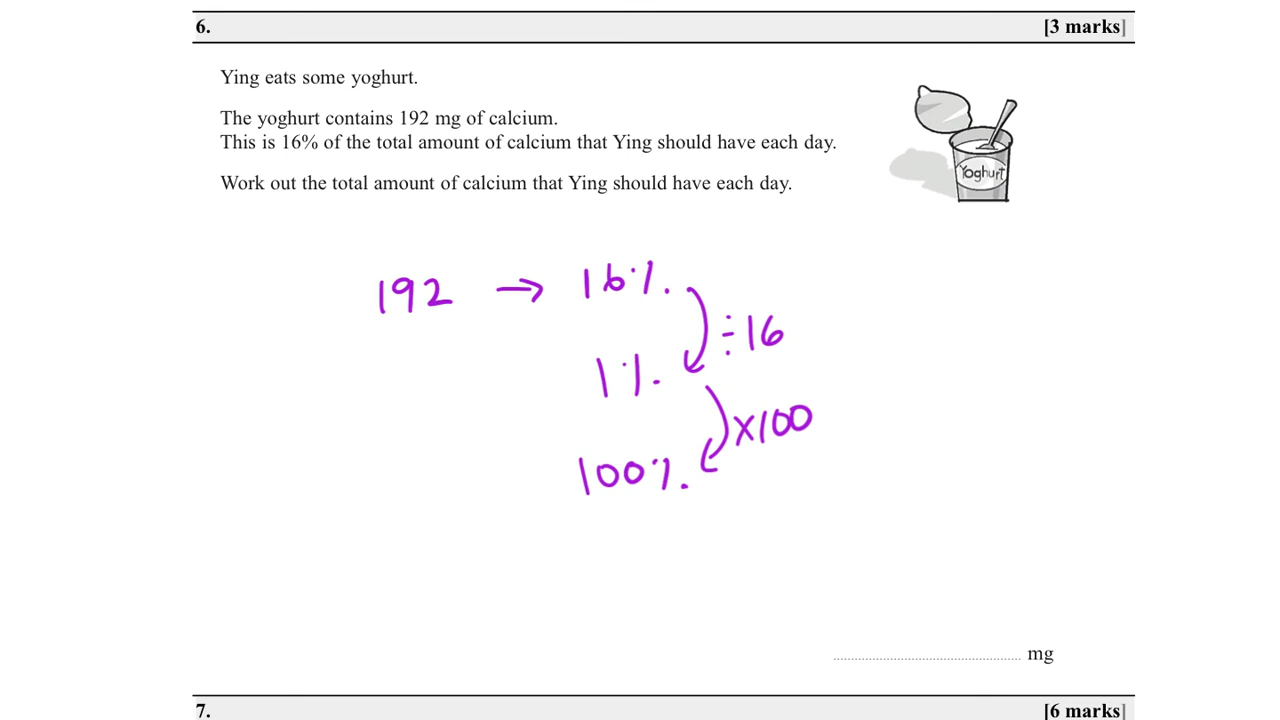 6. [3 marks]
Ying eats some yoghurt.
The yoghurt contains 192 mg of calcium.
This is 16% of the total amount of calcium that Ying should have each day.
Work out the total amount of calcium that Ying should have each day.
Yoghurt
192 → 16%.
÷16
1%.
×100
100%.
mg
7. [6 marks]